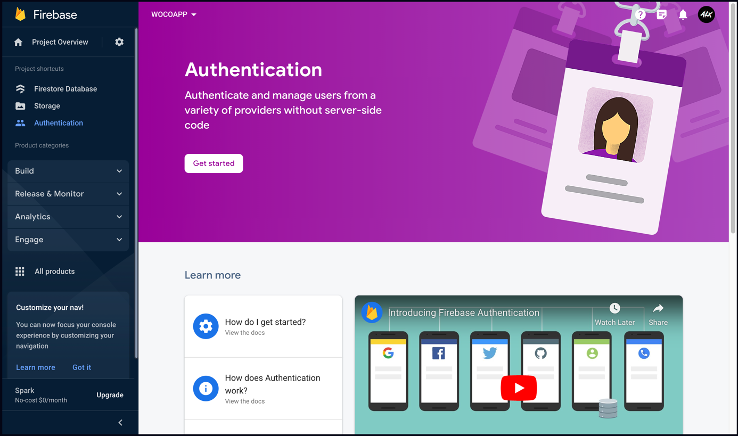 Firebase
WOCOAPP
Project Overview
Project shortcuts
Firestore Database
Storage
Authentication
Product categories
Build
Release & Monitor
Analytics
Engage
All products
Customize your nav!
You can now focus your console
experience by customizing your
navigation
Learn more
Got it
Spark
No-cost $0/month
Upgrade
Authentication
Authenticate and manage users from a
variety of providers without server-side
code
Get started
Learn more
How do I get started?
View the docs
How does Authentication
work?
View the docs
Introducing Firebase Authentication
Watch Later
Share